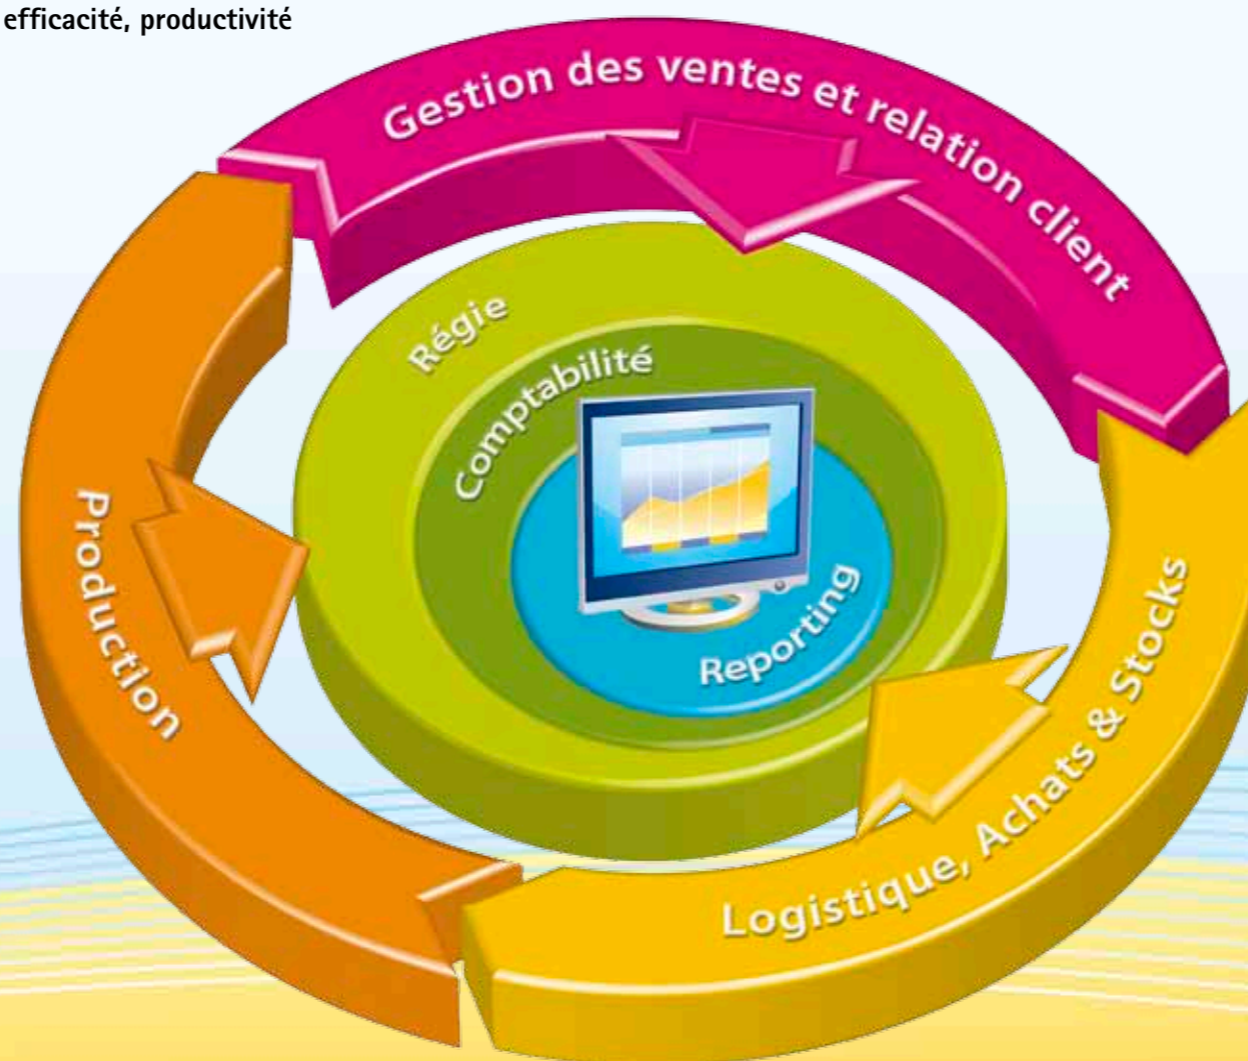 efficacité, productivité
Gestion des ventes et relation client
Régie
Comptabilité
Reporting
Production
Logistique, Achats & Stocks